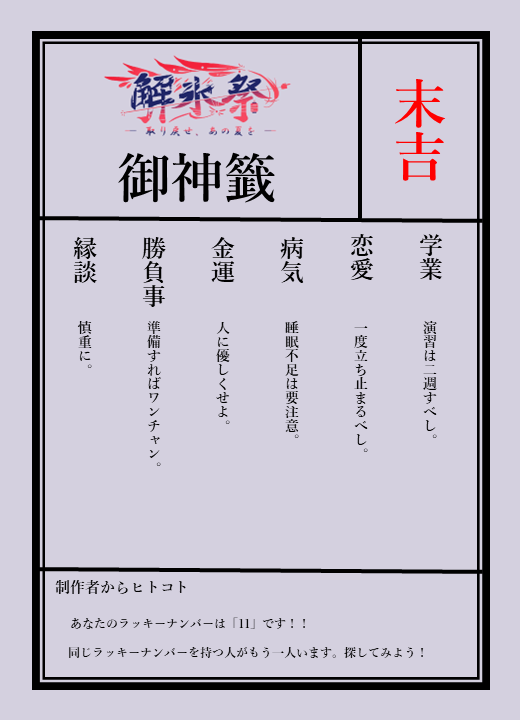 解氷祭
取り戻せ、あの夏を
御神籤
末吉
学業
演習は二週すべし。
恋愛
一度立ち止まるべし。
病気
睡眠不足は要注意。
金運
人に優しくせよ。
勝負事
準備すればワンチャン。
縁談
慎重に。
制作者からヒトコト
あなたのラッキーナンバーは「11」です！！
同じラッキーナンバーを持つ人がもう一人います。探してみよう！